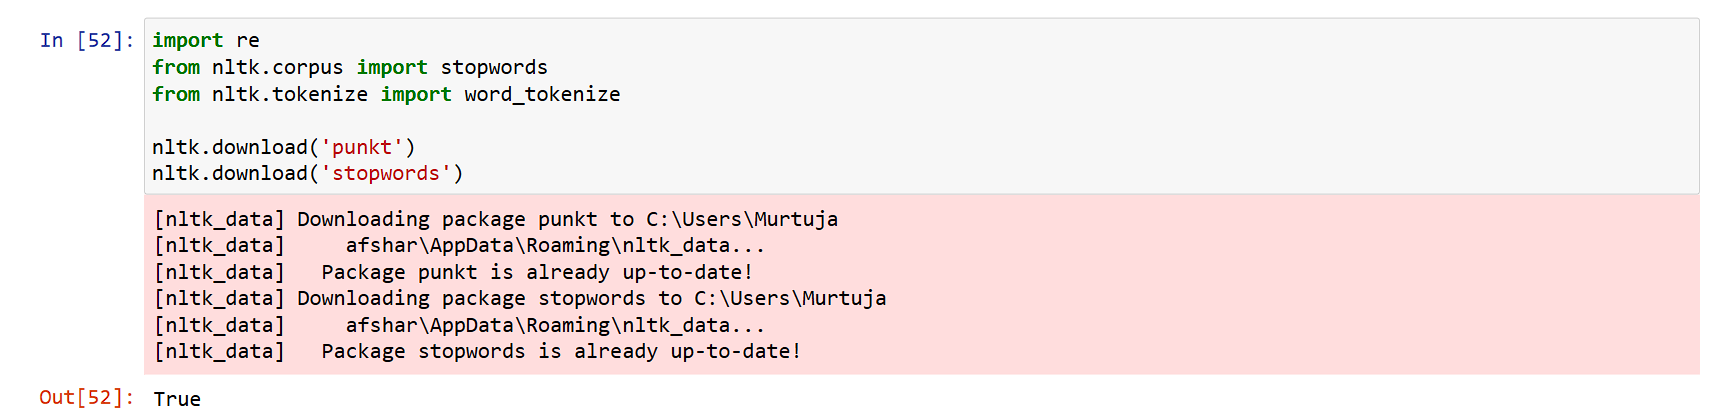 In [52]: import re
from nltk.corpus import stopwords
from nltk.tokenize import word_tokenize
nltk.download('punkt')
nltk.download('stopwords')
[nltk_data] Downloading package punkt to C:\Users\Murtuja
[nltk_data]     afshar\AppData\Roaming\nltk_data...
[nltk_data]   Package punkt is already up-to-date!
[nltk_data] Downloading package stopwords to C:\Users\Murtuja
[nltk_data]     afshar\AppData\Roaming\nltk_data...
[nltk_data]   Package stopwords is already up-to-date!
Out[52]: True